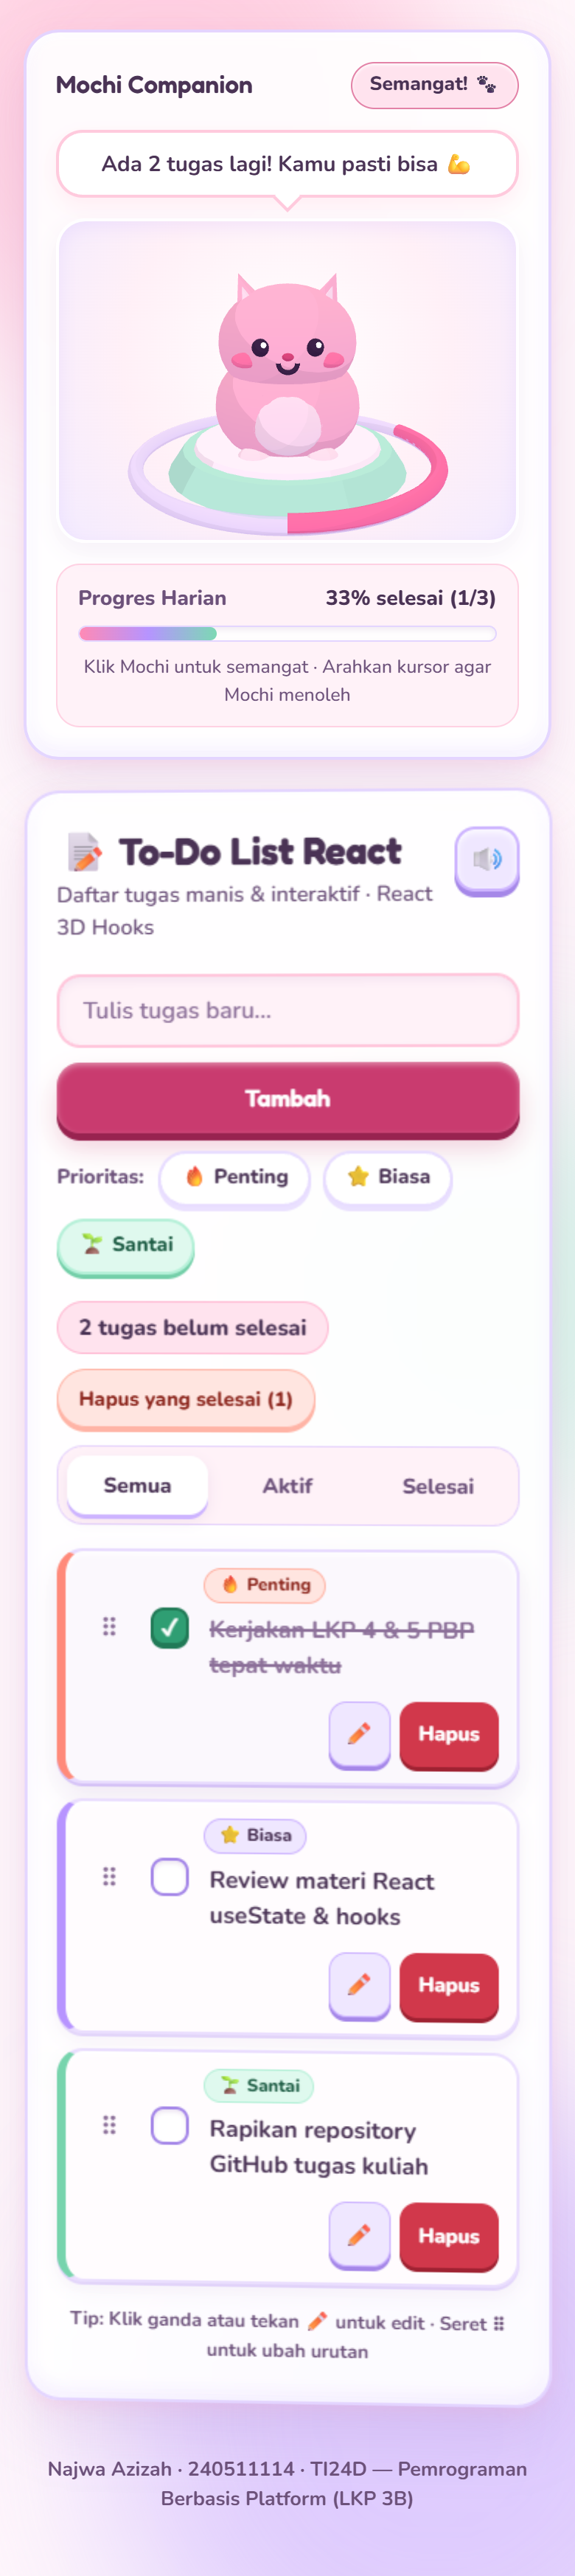 Mochi Companion
Semangat! 🐾
Ada 2 tugas lagi! Kamu pasti bisa 💪
Progres Harian
33% selesai (1/3)
Klik Mochi untuk semangat · Arahkan kursor agar
Mochi menoleh
📝 To-Do List React
🔊
Daftar tugas manis & interaktif · React
3D Hooks
Tulis tugas baru...
Tambah
Prioritas:
🔥 Penting
⭐ Biasa
🌱 Santai
2 tugas belum selesai
Hapus yang selesai (1)
Semua
Aktif
Selesai
🔥 Penting
⠿
✓
Kerjakan LKP 4 & 5 PBP
tepat waktu
✏️
Hapus
⭐ Biasa
⠿
Review materi React
useState & hooks
✏️
Hapus
🌱 Santai
⠿
Rapikan repository
GitHub tugas kuliah
✏️
Hapus
Tip: Klik ganda atau tekan ✏️ untuk edit · Seret ⠿
untuk ubah urutan
Najwa Azizah · 240511114 · TI24D — Pemrograman
Berbasis Platform (LKP 3B)